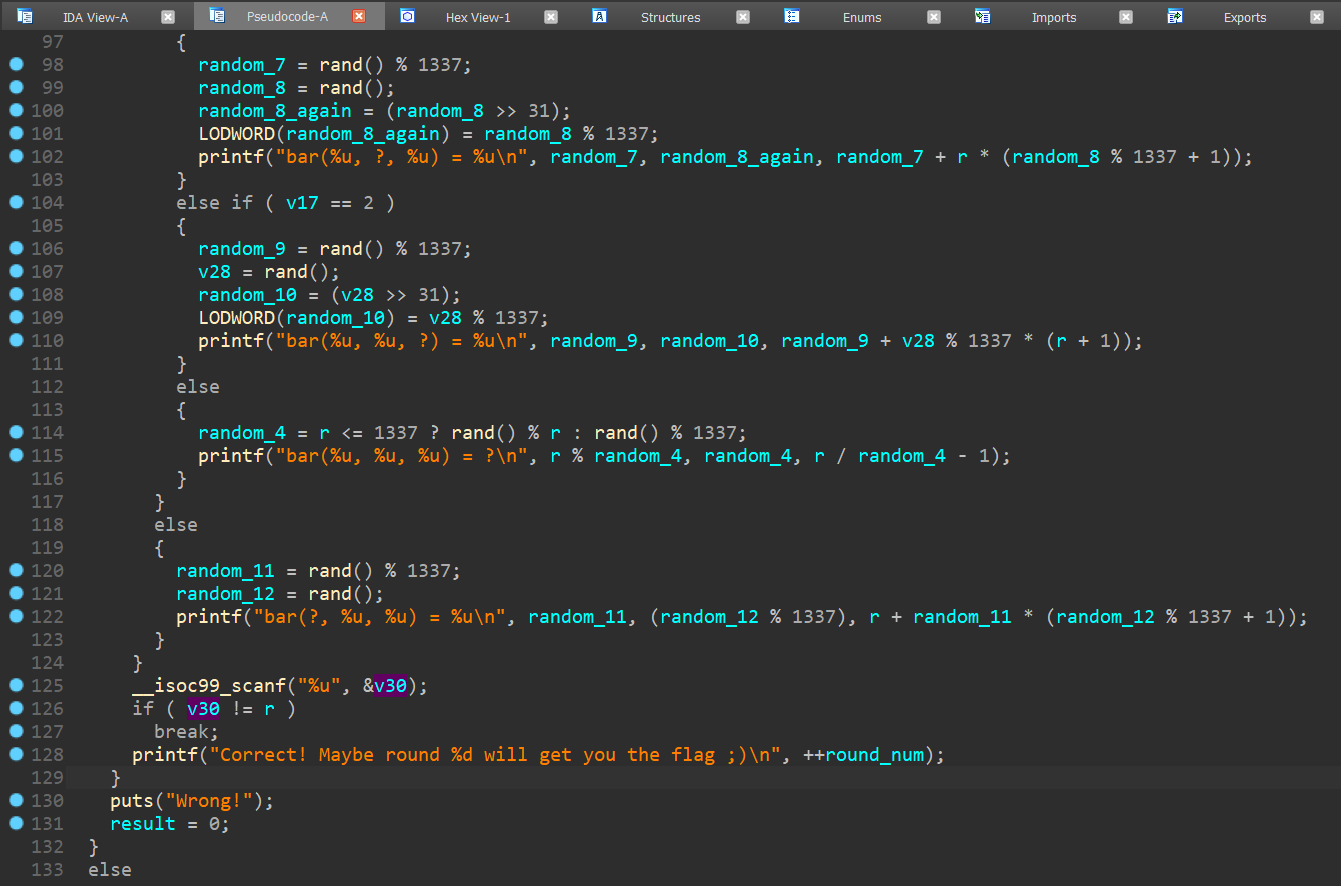 IDA View-A Pseudocode-A Hex View-1 Structures Enums Imports Exports
97 {
98 random_7 = rand() % 1337;
99 random_8 = rand();
100 random_8_again = (random_8 >> 31);
101 LODWORD(random_8_again) = random_8 % 1337;
102 printf("bar(%u, ?, %u) = %u\n", random_7, random_8_again, random_7 + r * (random_8 % 1337 + 1));
103 }
104 else if ( v17 == 2 )
105 {
106 random_9 = rand() % 1337;
107 v28 = rand();
108 random_10 = (v28 >> 31);
109 LODWORD(random_10) = v28 % 1337;
110 printf("bar(%u, %u, ?) = %u\n", random_9, random_10, random_9 + v28 % 1337 * (r + 1));
111 }
112 else
113 {
114 random_4 = r <= 1337 ? rand() % r : rand() % 1337;
115 printf("bar(%u, %u, %u) = ?\n", r % random_4, random_4, r / random_4 - 1);
116 }
117 }
118 else
119 {
120 random_11 = rand() % 1337;
121 random_12 = rand();
122 printf("bar(?, %u, %u) = %u\n", random_11, (random_12 % 1337), r + random_11 * (random_12 % 1337 + 1));
123 }
124 }
125 __isoc99_scanf("%u", &v30);
126 if ( v30 != r )
127 break;
128 printf("Correct! Maybe round %d will get you the flag ;)\n", ++round_num);
129 }
130 puts("Wrong!");
131 result = 0;
132 }
133 else